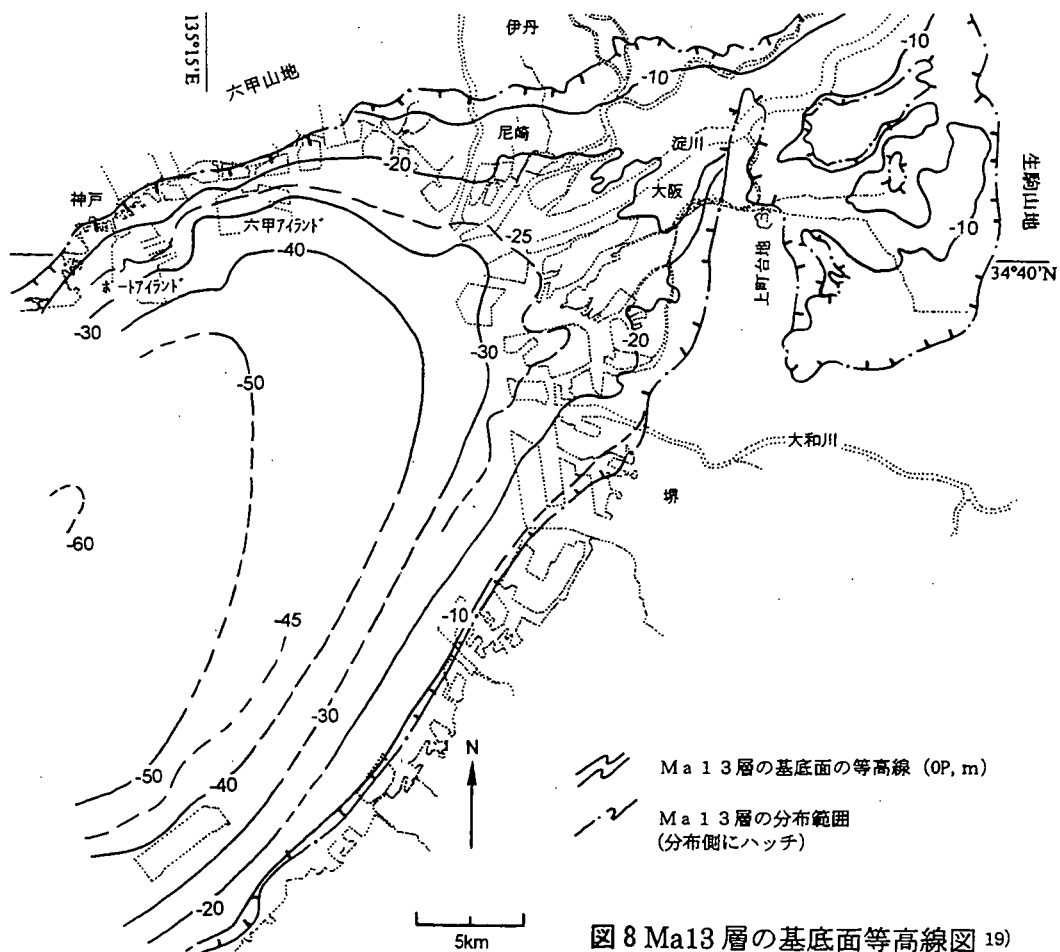 135°15'E
伊丹
六甲山地
-10
-10
尼崎
淀川
-20
大阪
生駒山地
神戸
六甲アイランド
-25
-10
-40
上町台地
34°40'N
ポートアイランド
-30
-30
-20
-50
大和川
堺
-60
-45
-10
-30
N
-50
-40
Ma13層の基底面の等高線 (OP, m)
Ma13層の分布範囲
(分布側にハッチ)
-20
5km
図8 Ma13層の基底面等高線図 19)